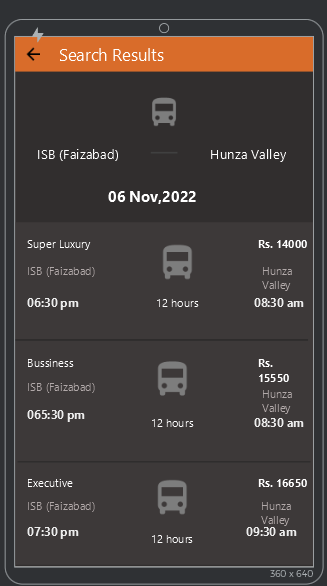 Search Results
ISB (Faizabad) Hunza Valley
06 Nov,2022
Super Luxury Rs. 14000
ISB (Faizabad) Hunza
Valley
06:30 pm 12 hours 08:30 am
Bussiness Rs.
15550
ISB (Faizabad) Hunza
Valley
065:30 pm 12 hours 08:30 am
Executive Rs. 16650
ISB (Faizabad) Hunza
Valley
07:30 pm 12 hours 09:30 am
360 x 640